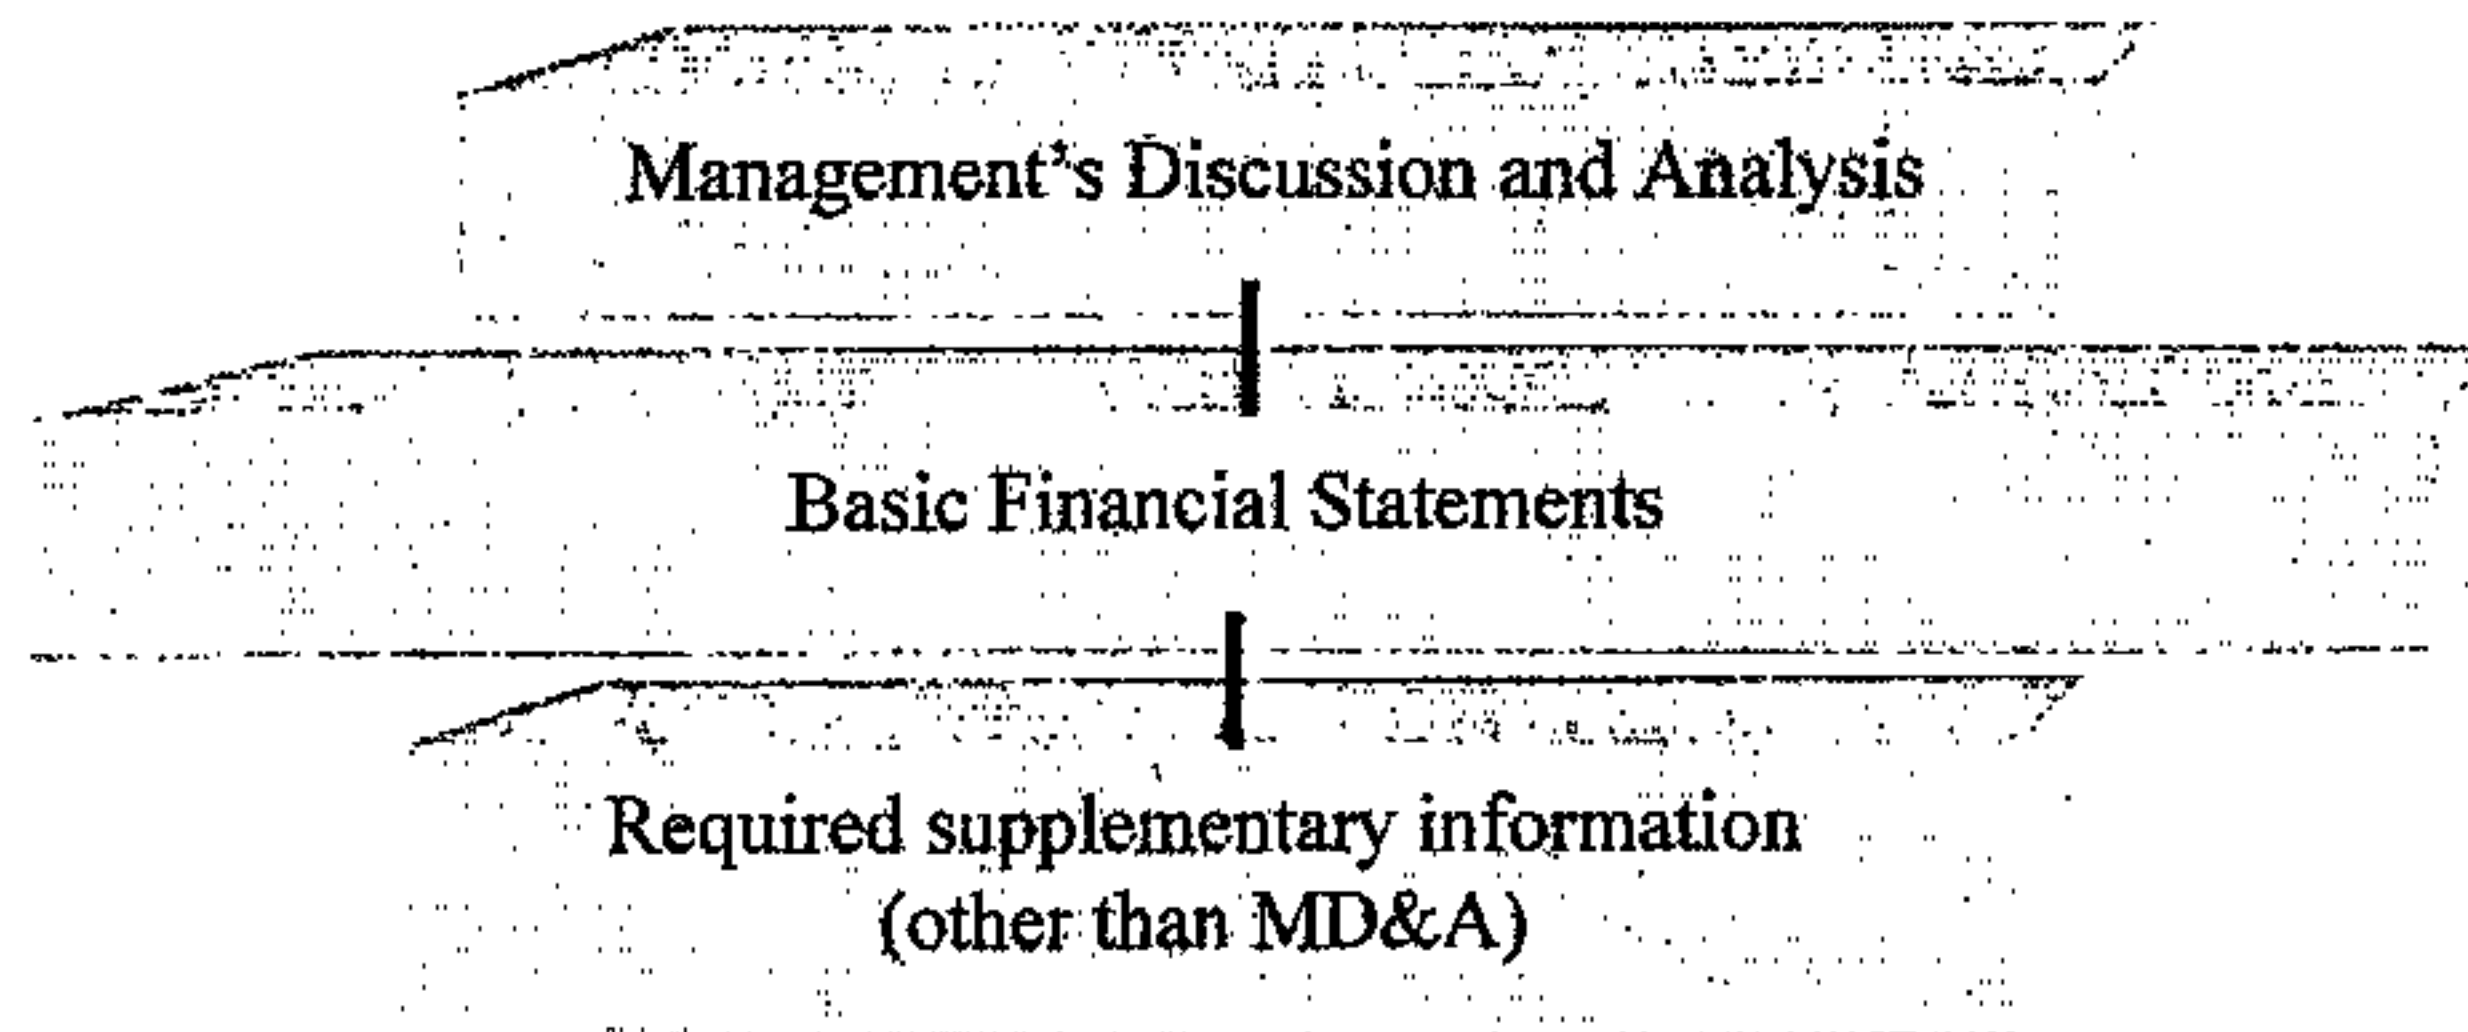 Management’s Discussion and Analysis
Basic Financial Statements
Required supplementary information
(other than MD&A)